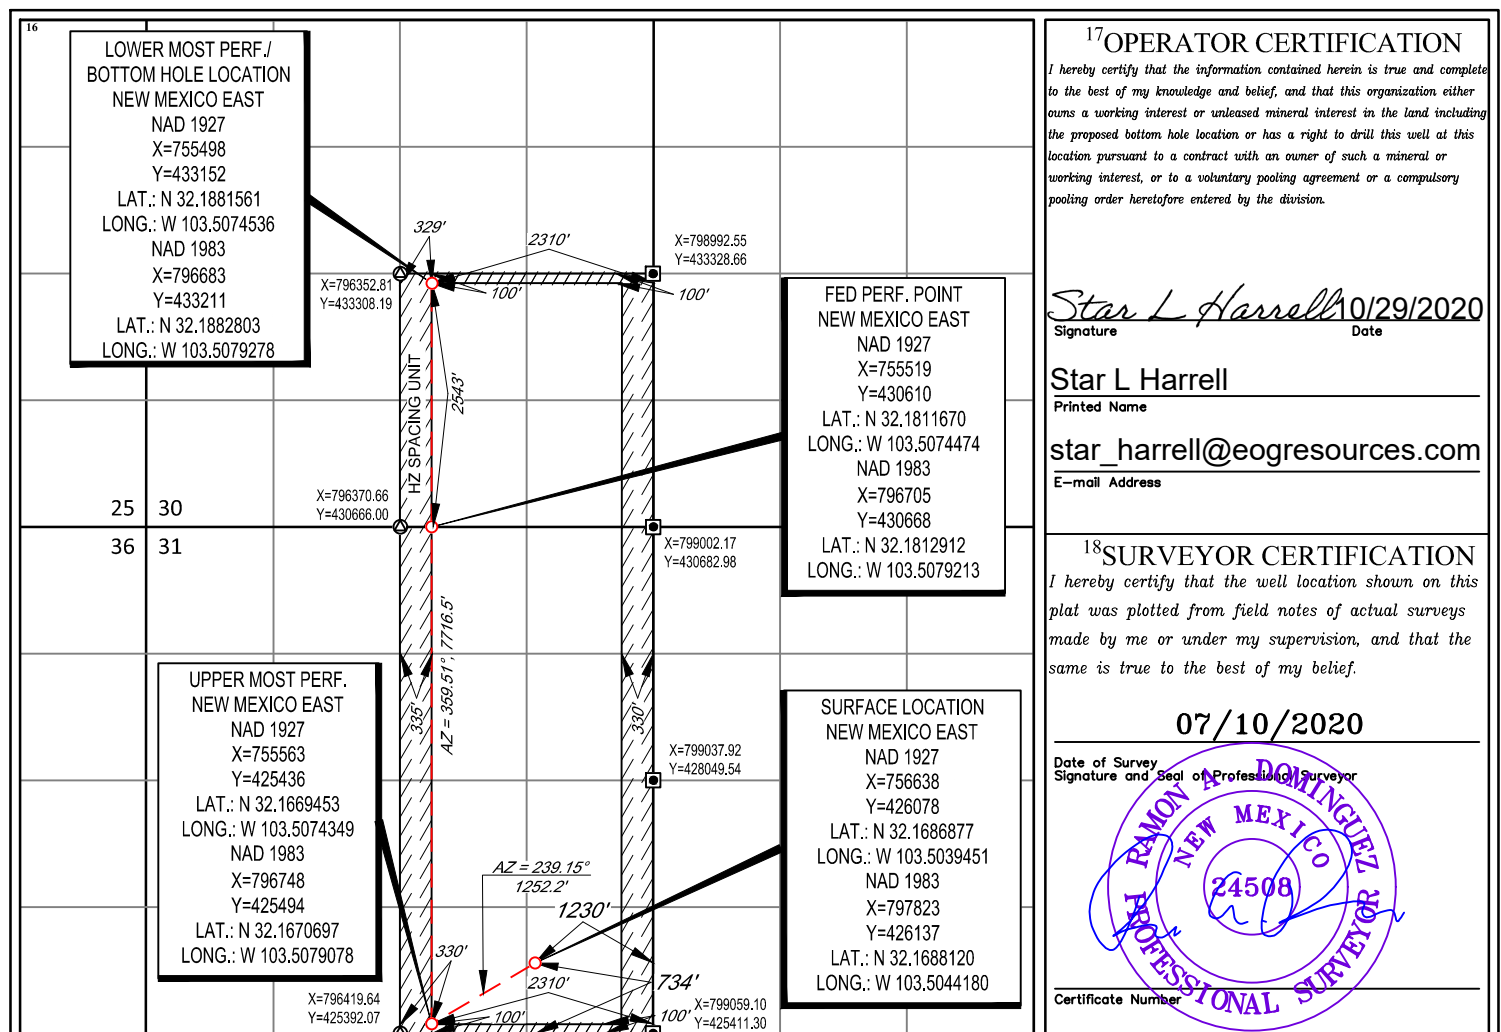 16
LOWER MOST PERF./
BOTTOM HOLE LOCATION
NEW MEXICO EAST
NAD 1927
X=755498
Y=433152
LAT.: N 32.1881561
LONG.: W 103.5074536
NAD 1983
X=796683
Y=433211
LAT.: N 32.1882803
LONG.: W 103.5079278
329'
2310'
X=798992.55
Y=433328.66
X=796352.81
Y=433308.19
100'
100'
HZ SPACING UNIT
2543'
FED PERF. POINT
NEW MEXICO EAST
NAD 1927
X=755519
Y=430610
LAT.: N 32.1811670
LONG.: W 103.5074474
NAD 1983
X=796705
Y=430668
LAT.: N 32.1812912
LONG.: W 103.5079213
25 30
36 31
X=796370.66
Y=430666.00
X=799002.17
Y=430682.98
AZ = 359.51°, 7716.5'
335'
330'
UPPER MOST PERF.
NEW MEXICO EAST
NAD 1927
X=755563
Y=425436
LAT.: N 32.1669453
LONG.: W 103.5074349
NAD 1983
X=796748
Y=425494
LAT.: N 32.1670697
LONG.: W 103.5079078
X=799037.92
Y=428049.54
SURFACE LOCATION
NEW MEXICO EAST
NAD 1927
X=756638
Y=426078
LAT.: N 32.1686877
LONG.: W 103.5039451
NAD 1983
X=797823
Y=426137
LAT.: N 32.1688120
LONG.: W 103.5044180
AZ = 239.15°
1252.2'
1230'
330'
2310'
734'
X=796419.64
Y=425392.07
100'
100'
X=799059.10
Y=425411.30
17OPERATOR CERTIFICATION
I hereby certify that the information contained herein is true and complete
to the best of my knowledge and belief, and that this organization either
owns a working interest or unleased mineral interest in the land including
the proposed bottom hole location or has a right to drill this well at this
location pursuant to a contract with an owner of such a mineral or
working interest, or to a voluntary pooling agreement or a compulsory
pooling order heretofore entered by the division.
Star L Harrell 10/29/2020
Signature Date
Star L Harrell
Printed Name
star_harrell@eogresources.com
E-mail Address
18SURVEYOR CERTIFICATION
I hereby certify that the well location shown on this
plat was plotted from field notes of actual surveys
made by me or under my supervision, and that the
same is true to the best of my belief.
07/10/2020
Date of Survey
Signature and Seal of Professional Surveyor
RAMON A. DOMINGUEZ
NEW MEXICO
24508
PROFESSIONAL SURVEYOR
Certificate Number